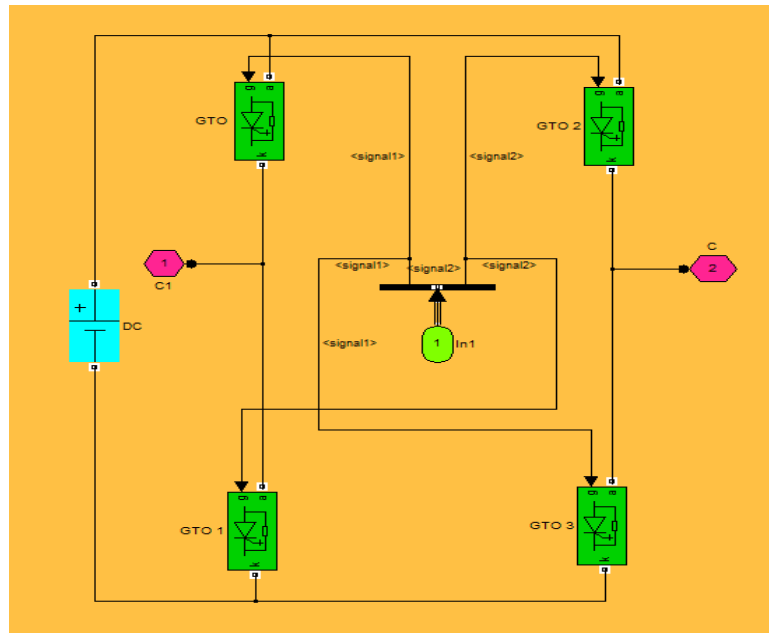 g a
GTO
k
g a
GTO 2
k
<signal1>
<signal2>
1
C1
<signal1>
<signal2>
<signal2>
C
2
+
DC
<signal1>
1
In1
g a
GTO 1
k
g a
GTO 3
k